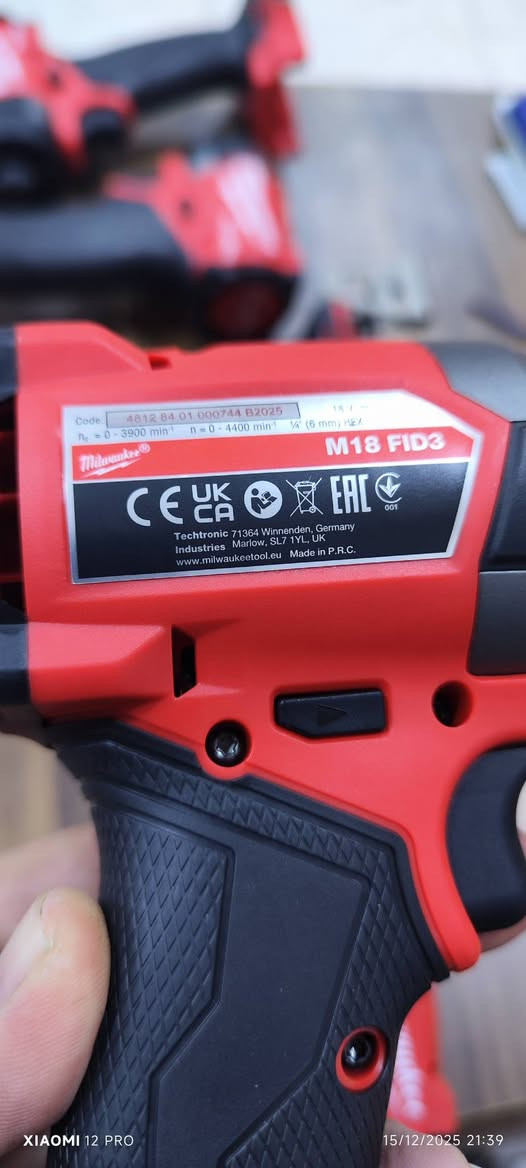 Code 4812 84 01 000744 B2025 18 V
n₀ = 0 - 3900 min⁻¹ n = 0 - 4400 min⁻¹ ¼" (6 mm) HEX
Milwaukee® M18 FID3
CE UK CA EAC 001
Techtronic 71364 Winnenden, Germany
Industries Marlow, SL7 1YL, UK
www.milwaukeetool.eu Made in P.R.C.
XIAOMI 12 PRO 15/12/2025 21:39